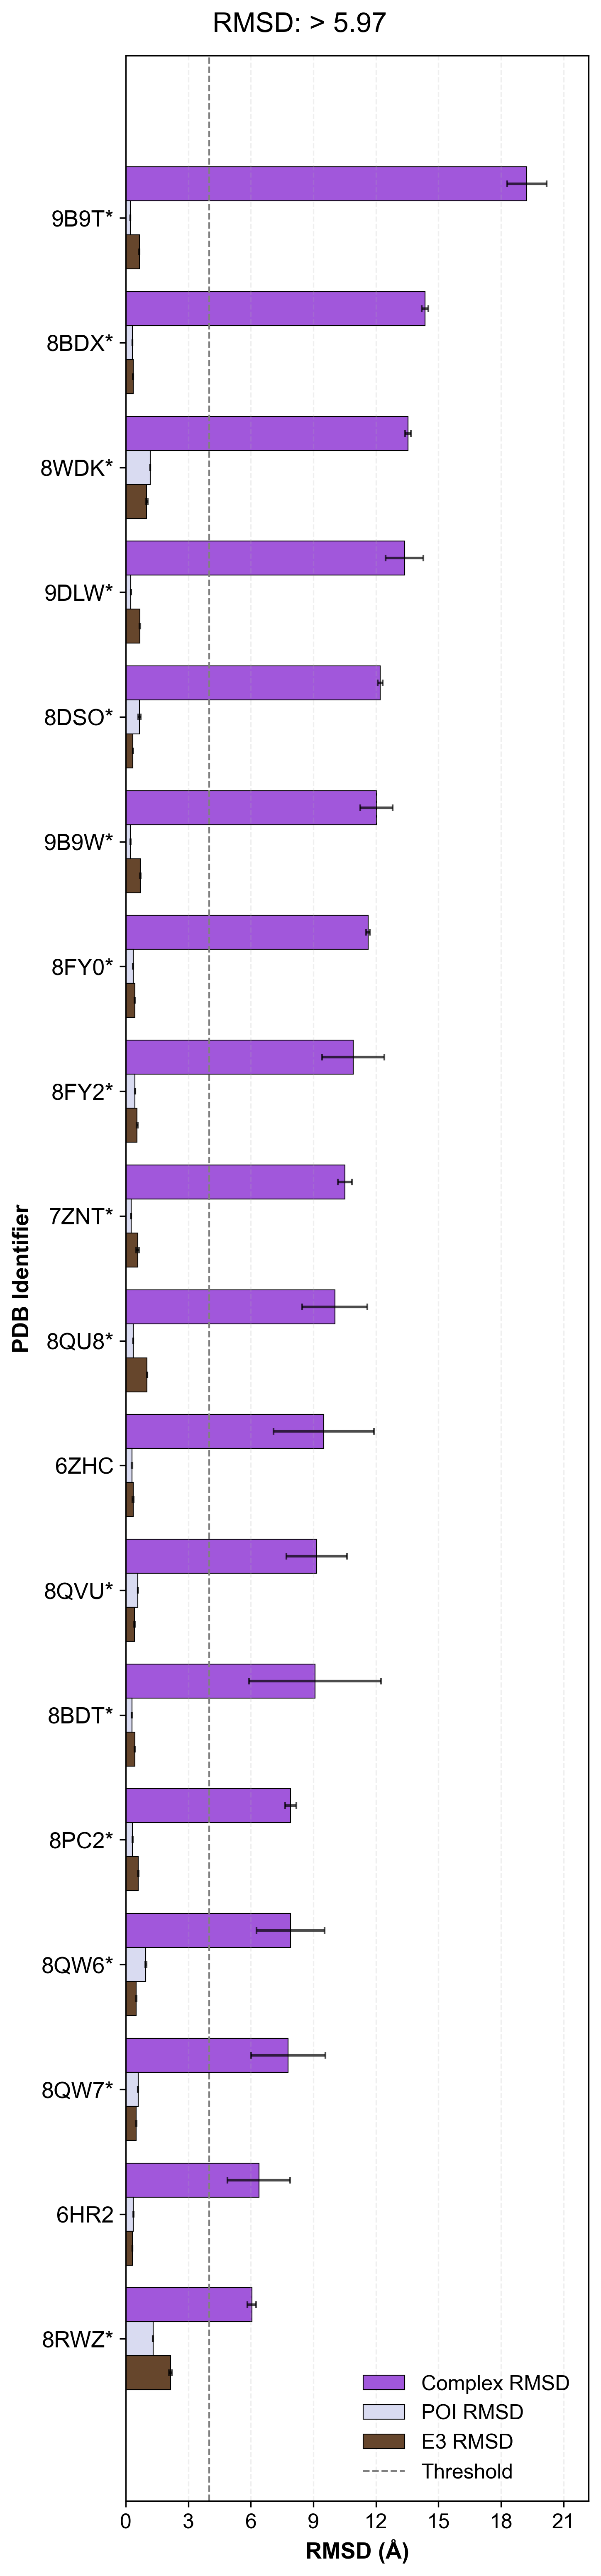 RMSD: > 5.97
9B9T*
8BDX*
8WDK*
9DLW*
8DSO*
9B9W*
8FY0*
8FY2*
7ZNT*
PDB Identifier
8QU8*
6ZHC
8QVU*
8BDT*
8PC2*
8QW6*
8QW7*
6HR2
8RWZ*
Complex RMSD
POI RMSD
E3 RMSD
Threshold
0 3 6 9 12 15 18 21
RMSD (Å)